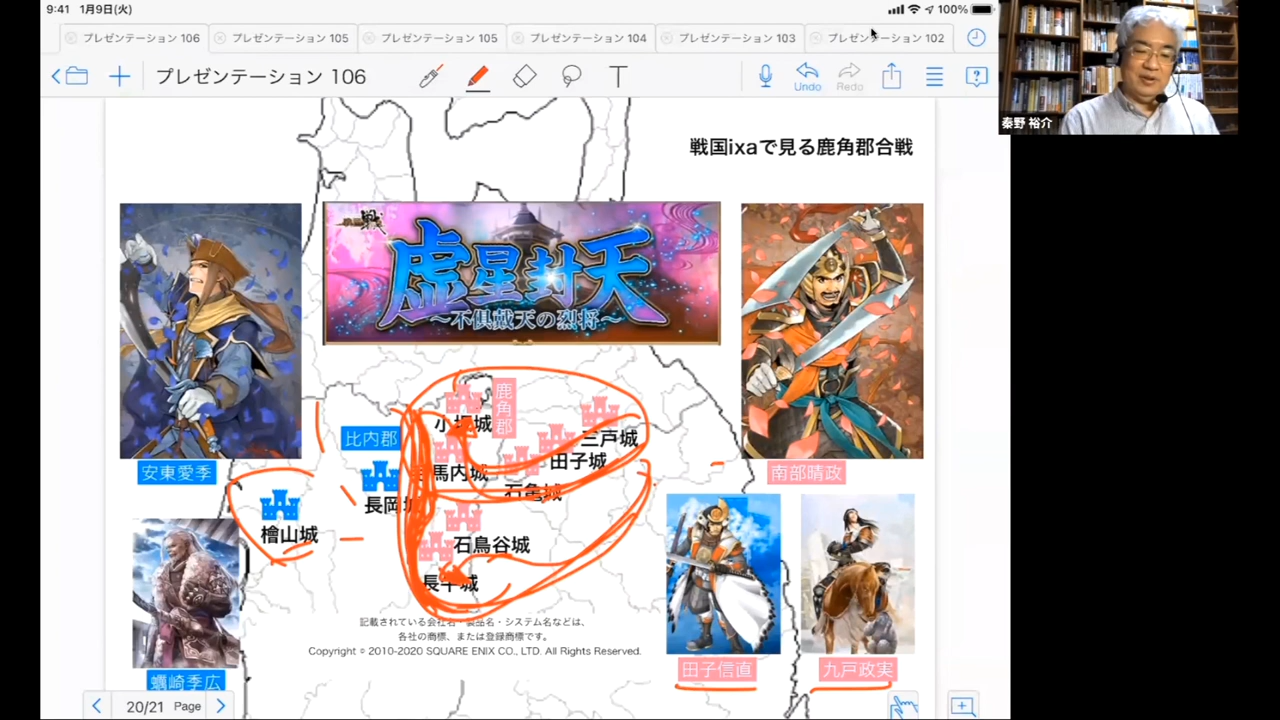 9:41 1月9日(火)
100%
プレゼンテーション 106
プレゼンテーション 105
プレゼンテーション 105
プレゼンテーション 104
プレゼンテーション 103
プレゼンテーション 102
プレゼンテーション 106
T
Undo
Redo
秦野 裕介
戦国ixaで見る鹿角郡合戦
虚星封天
～不倶戴天の烈将～
鹿角郡
小坂城
比内郡
三戸城
田子城
安東愛季
馬内城
南部晴政
石亀城
長岡城
檜山城
石鳥谷城
長牛城
記載されている会社名・製品名・システム名などは、
各社の商標、または登録商標です。
Copyright © 2010-2020 SQUARE ENIX CO., LTD. All Rights Reserved.
蠣崎季広
田子信直
九戸政実
20/21 Page